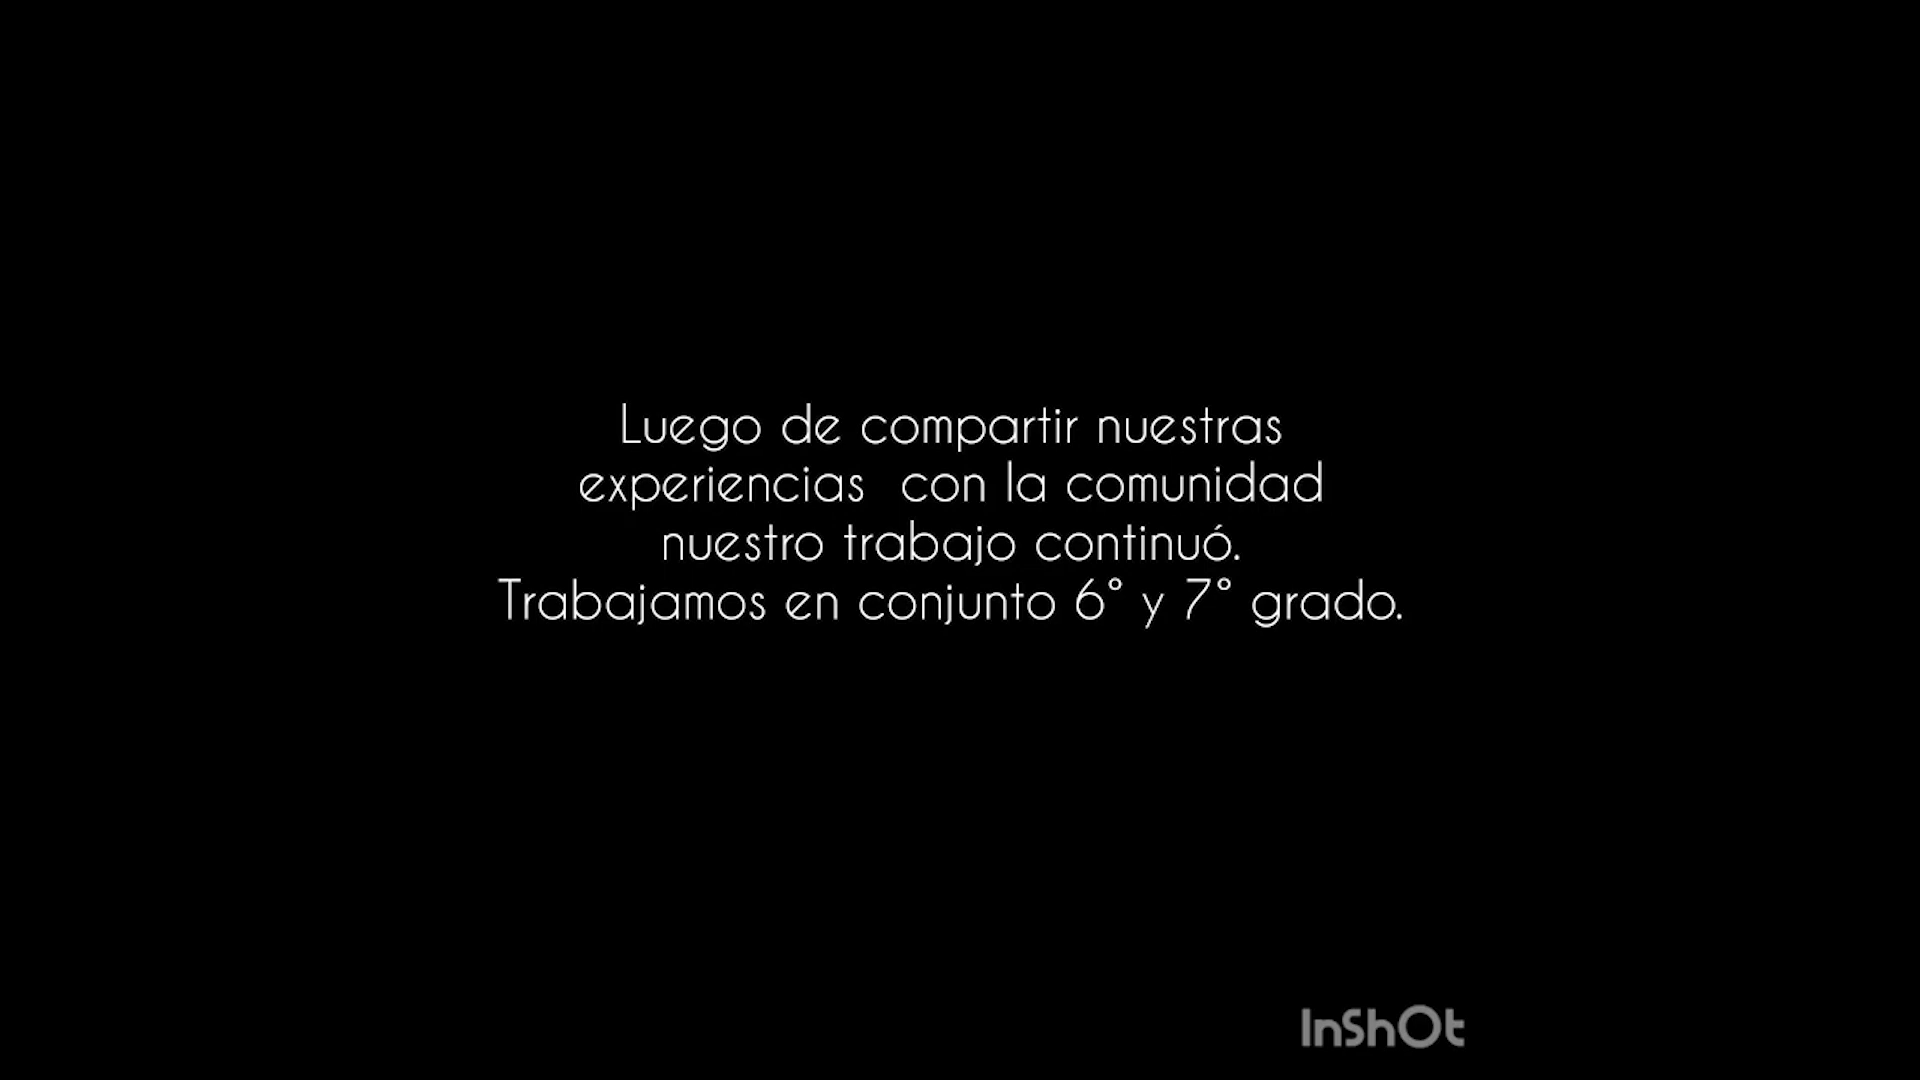 Luego de compartir nuestras
experiencias  con la comunidad
nuestro trabajo continuó.
Trabajamos en conjunto 6° y 7° grado.
InShOt